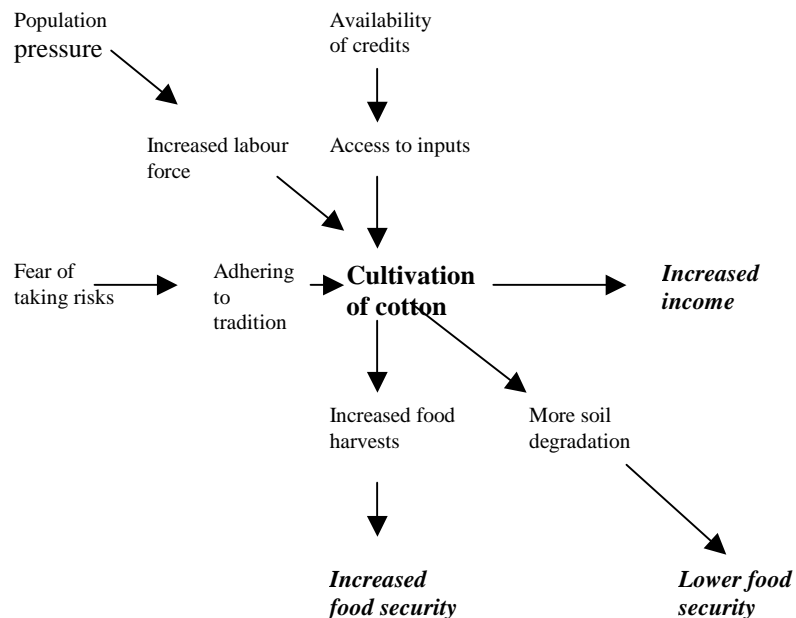 Population
pressure
Availability
of credits
Increased labour
force
Access to inputs
Fear of
taking risks
Adhering
to
tradition
Cultivation
of cotton
Increased
income
Increased food
harvests
More soil
degradation
Increased
food security
Lower food
security